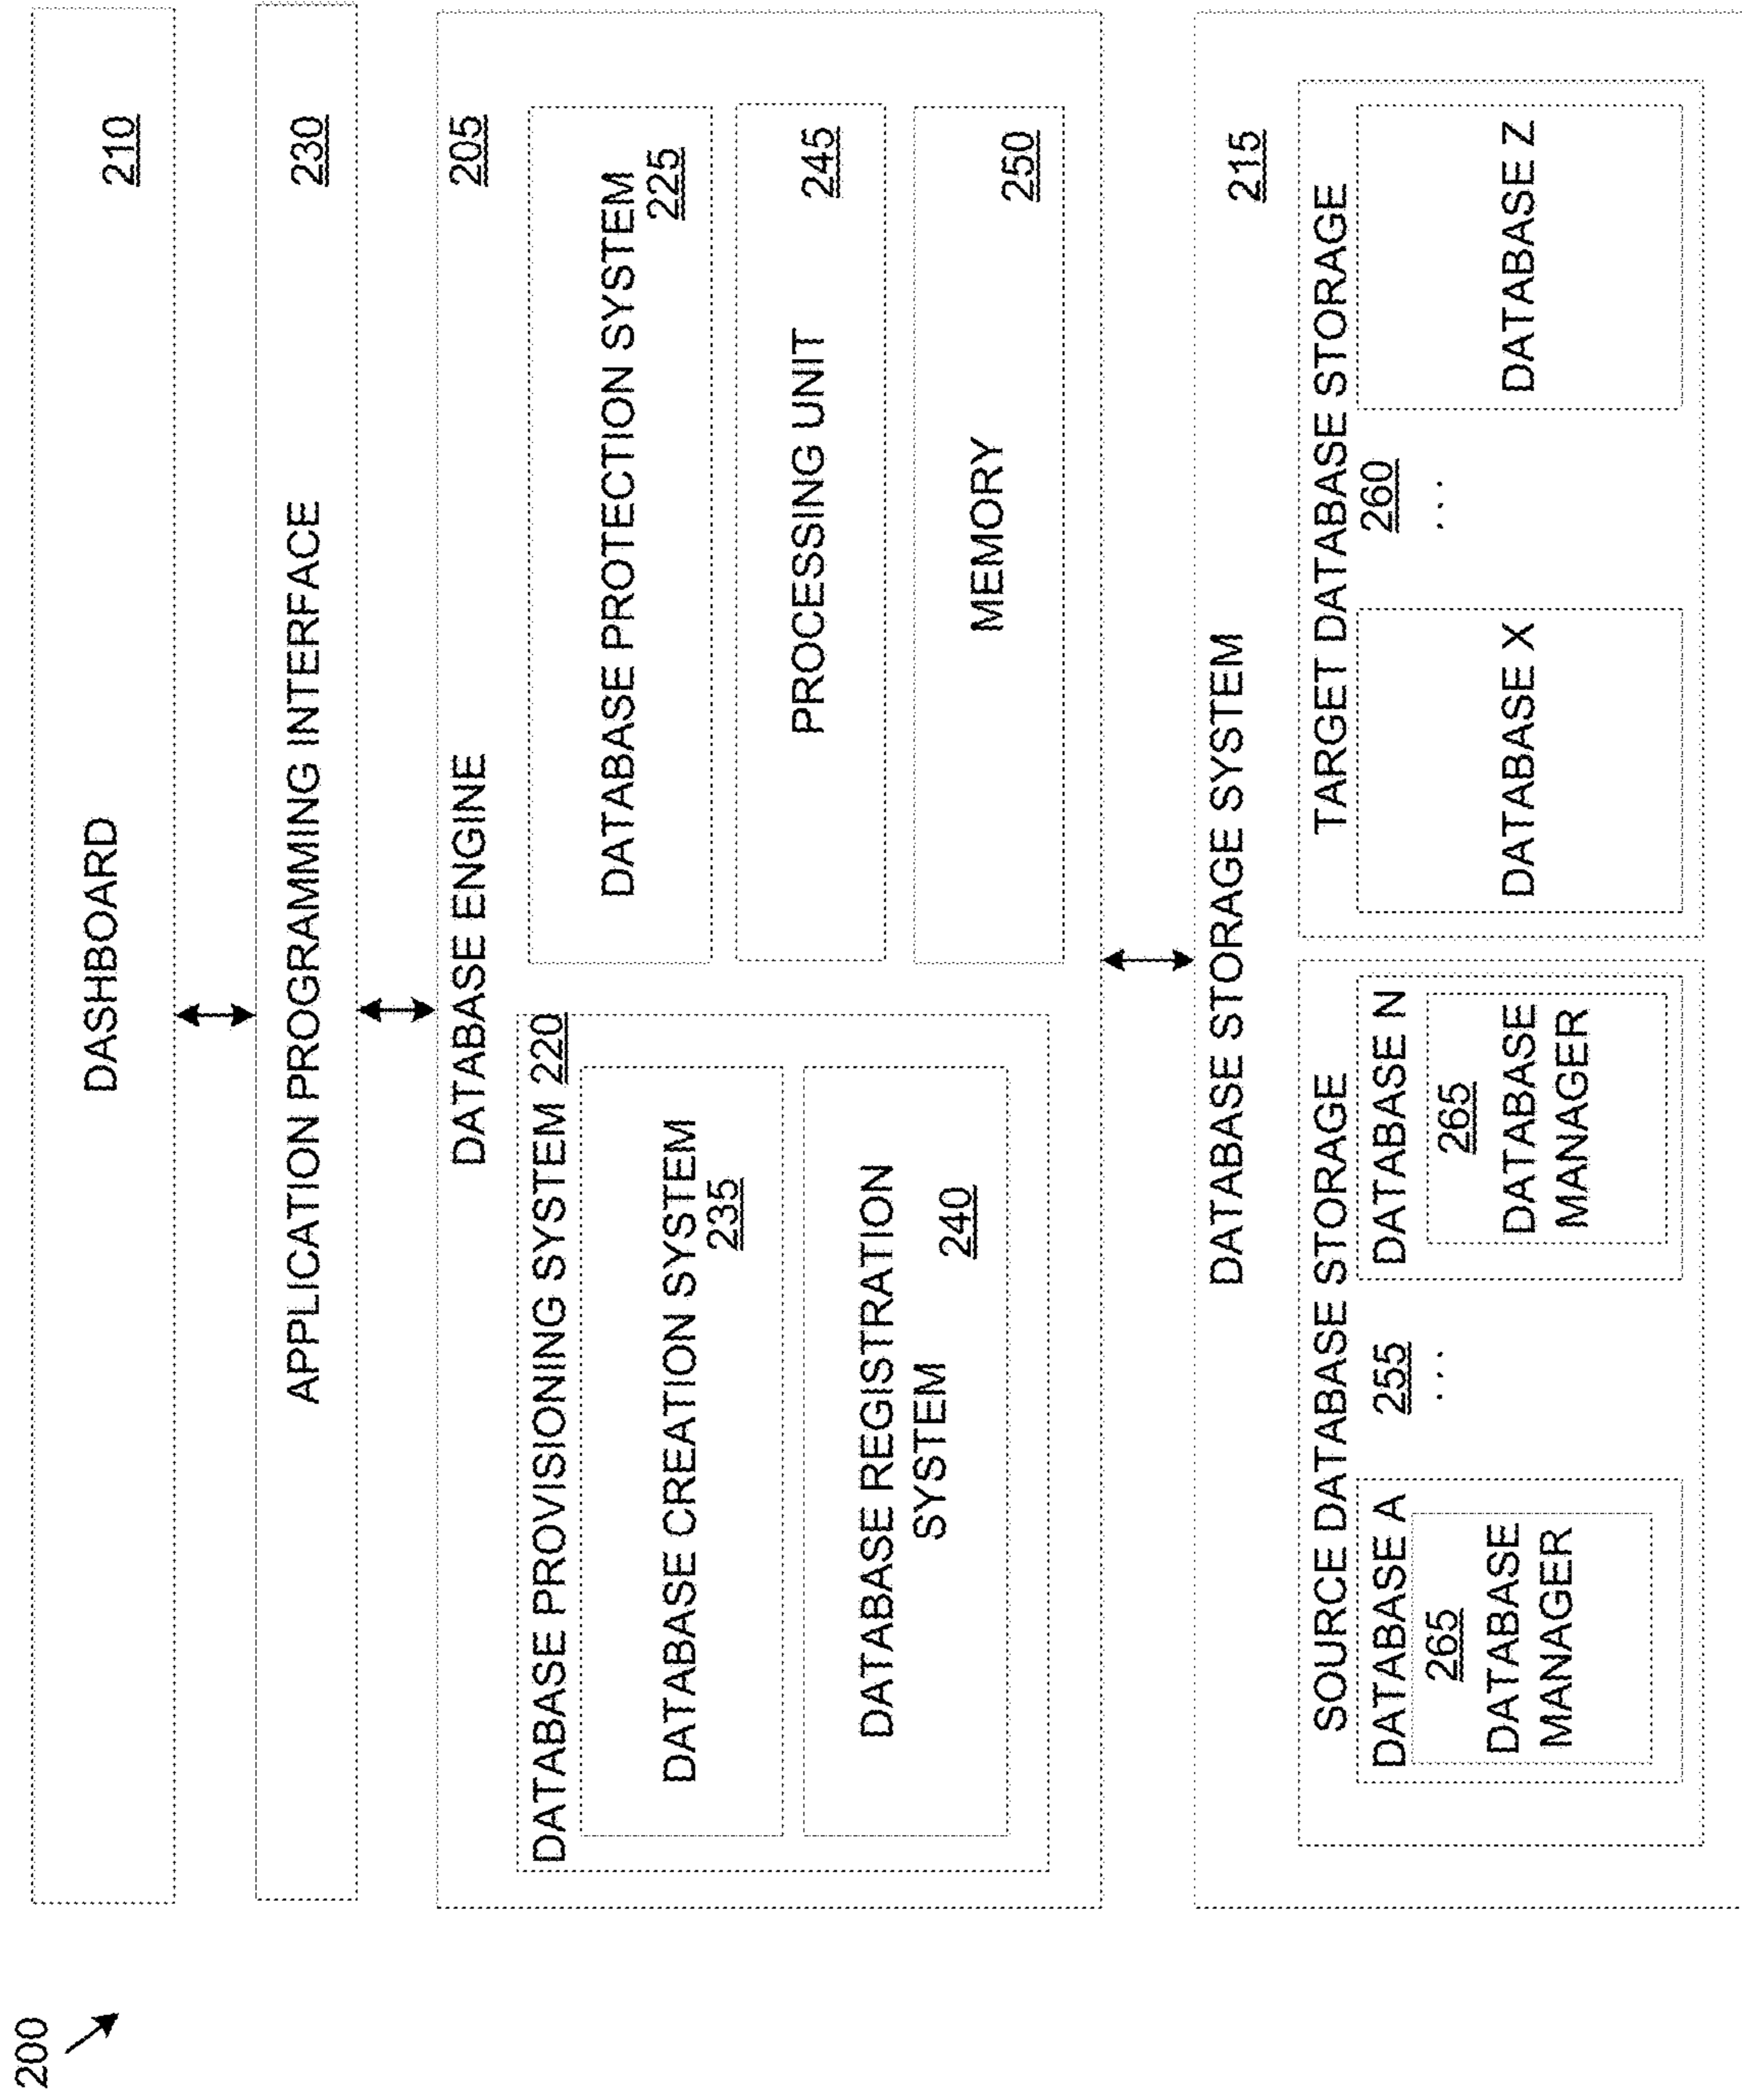 200
DASHBOARD
210
APPLICATION PROGRAMMING INTERFACE
230
DATABASE ENGINE
205
DATABASE PROVISIONING SYSTEM 220
DATABASE CREATION SYSTEM
235
DATABASE REGISTRATION
SYSTEM
240
DATABASE PROTECTION SYSTEM
225
PROCESSING UNIT
245
MEMORY
250
DATABASE STORAGE SYSTEM
215
SOURCE DATABASE STORAGE
255
DATABASE A
265
DATABASE
MANAGER
. . .
DATABASE N
265
DATABASE
MANAGER
TARGET DATABASE STORAGE
260
DATABASE X
. . .
DATABASE Z